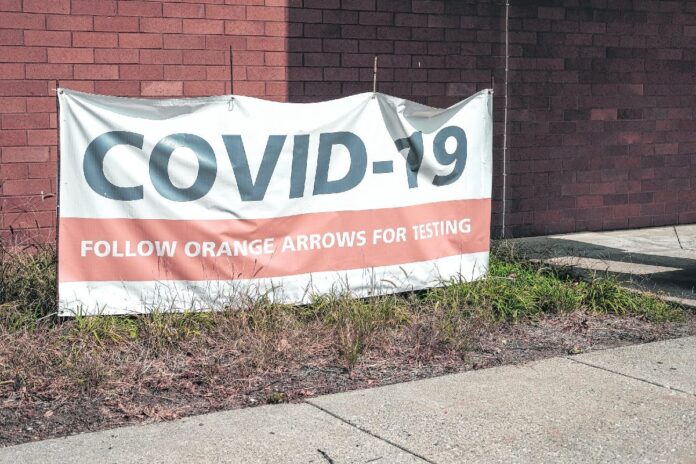 COVID-19
FOLLOW ORANGE ARROWS FOR TESTING